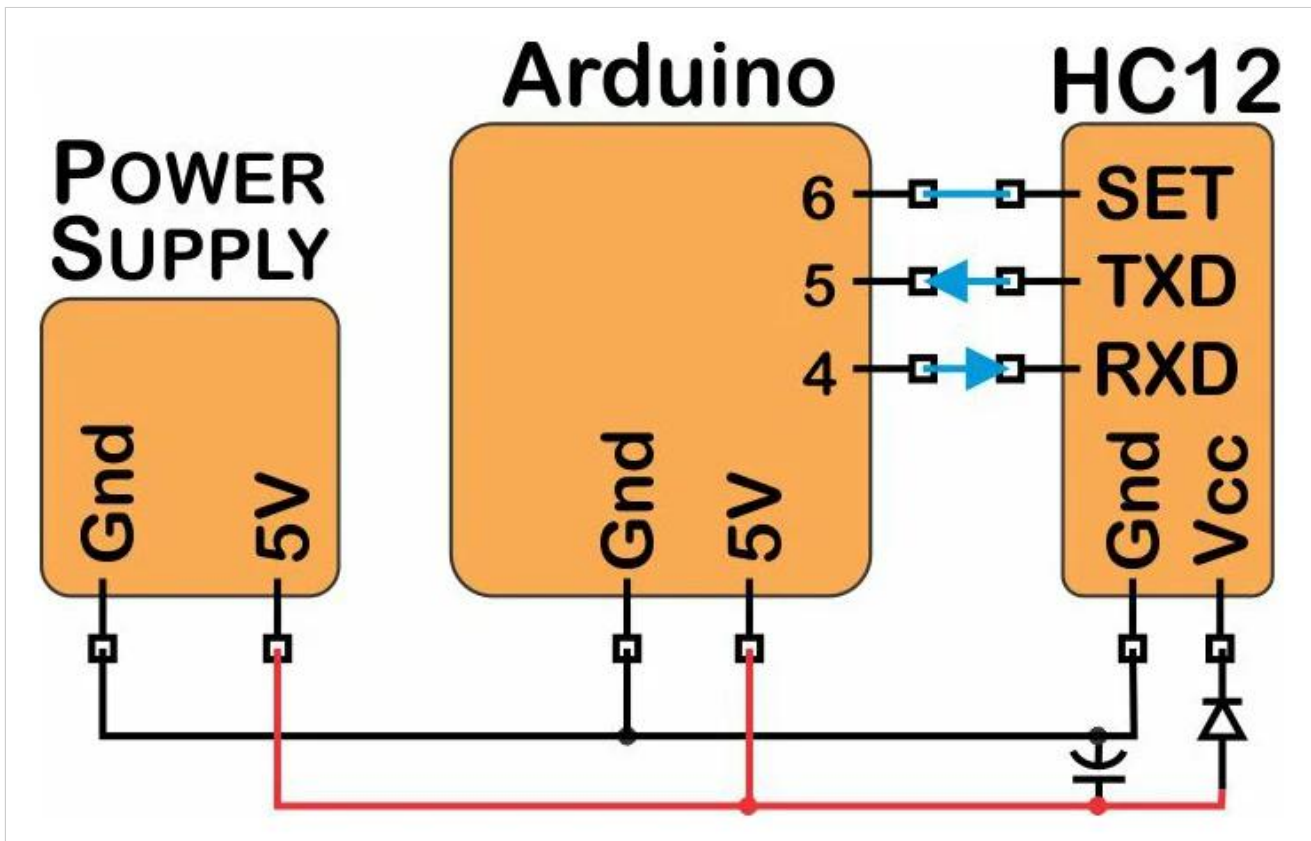 Arduino
HC12
POWER
SUPPLY
6
SET
5
TXD
4
RXD
Gnd
5V
Gnd
5V
Gnd
Vcc